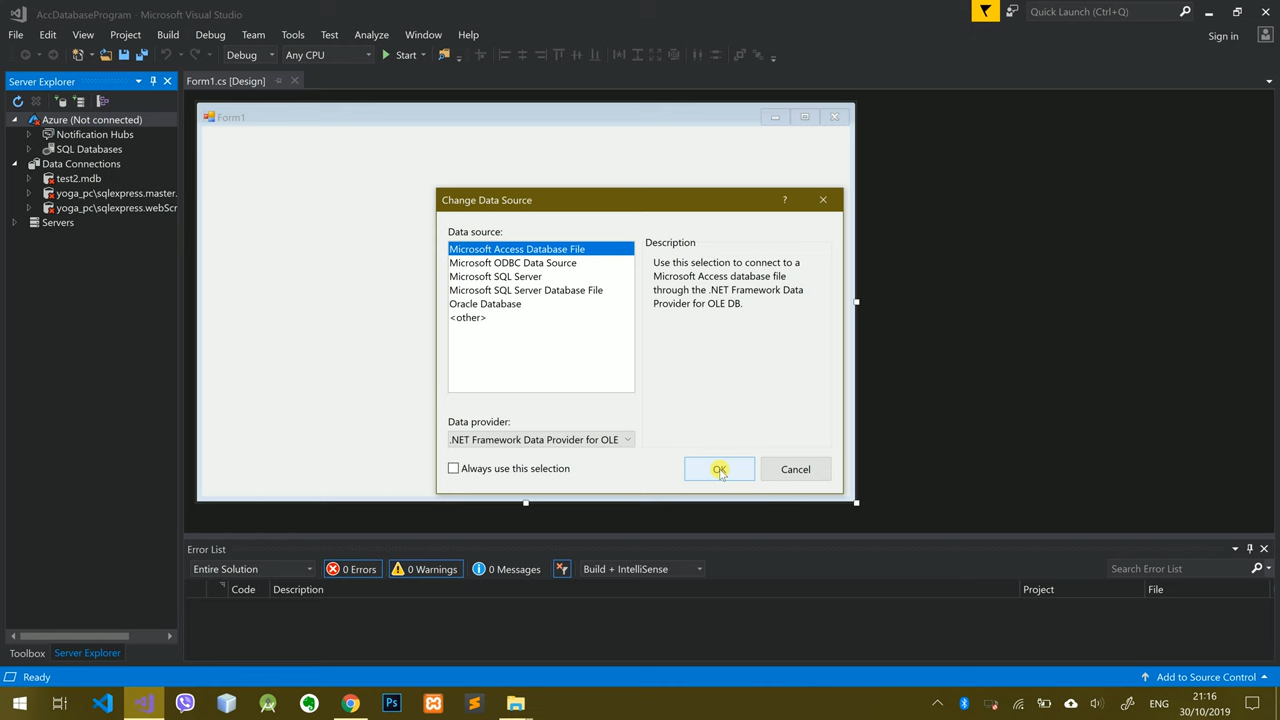 AccDatabaseProgram - Microsoft Visual Studio
Quick Launch (Ctrl+Q)
File Edit View Project Build Debug Team Tools Test Analyze Window Help
Sign in
Debug Any CPU Start
Server Explorer
Form1.cs [Design]
Azure (Not connected)
Notification Hubs
SQL Databases
Data Connections
test2.mdb
yoga_pc\sqlexpress.master.
yoga_pc\sqlexpress.webScr
Servers
Form1
Change Data Source
?
Data source:
Microsoft Access Database File
Microsoft ODBC Data Source
Microsoft SQL Server
Microsoft SQL Server Database File
Oracle Database
<other>
Description
Use this selection to connect to a
Microsoft Access database file
through the .NET Framework Data
Provider for OLE DB.
Data provider:
.NET Framework Data Provider for OLE
Always use this selection
OK
Cancel
Error List
Entire Solution 0 Errors 0 Warnings 0 Messages Build + IntelliSense Search Error List
Code Description Project File
Toolbox Server Explorer
Ready
Add to Source Control
Ps
ENG
21:16
30/10/2019